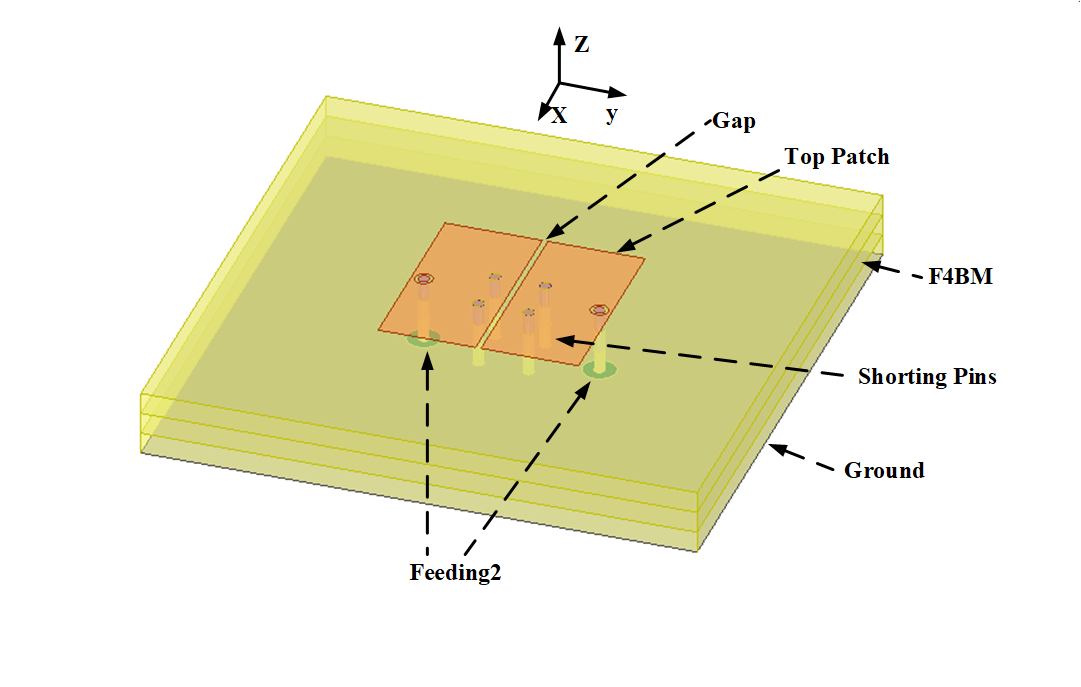 Z
X
y
Gap
Top Patch
F4BM
Shorting Pins
Ground
Feeding2